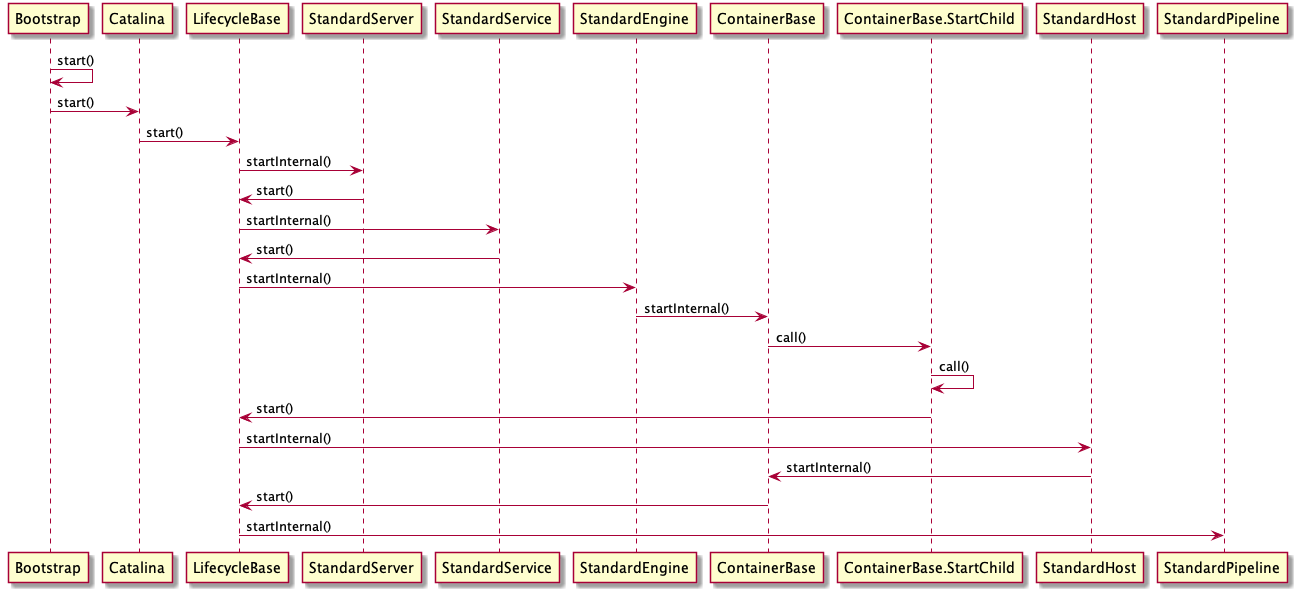 Bootstrap Catalina LifecycleBase StandardServer StandardService StandardEngine ContainerBase ContainerBase.StartChild StandardHost StandardPipeline
start()
start()
start()
startInternal()
start()
startInternal()
start()
startInternal()
startInternal()
call()
call()
start()
startInternal()
startInternal()
start()
startInternal()
Bootstrap Catalina LifecycleBase StandardServer StandardService StandardEngine ContainerBase ContainerBase.StartChild StandardHost StandardPipeline